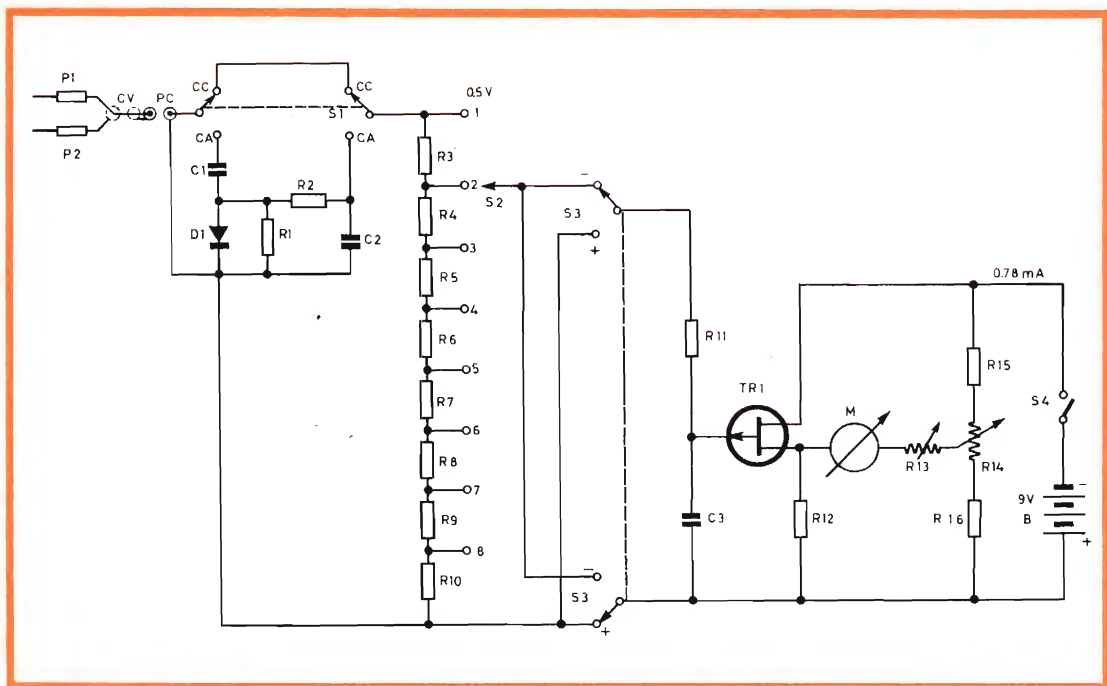 P1
P2
CV
PC
CC
CC
S1
0.5 V
1
CA
CA
C1
R2
D1
R1
C2
R3
2
S2
R4
3
R5
4
R6
5
R7
6
R8
7
R9
8
R10
−
S3
+
−
S3
+
R11
C3
TR1
M
R12
R13
R14
0.78 mA
R15
R16
S4
9V
B
−
+